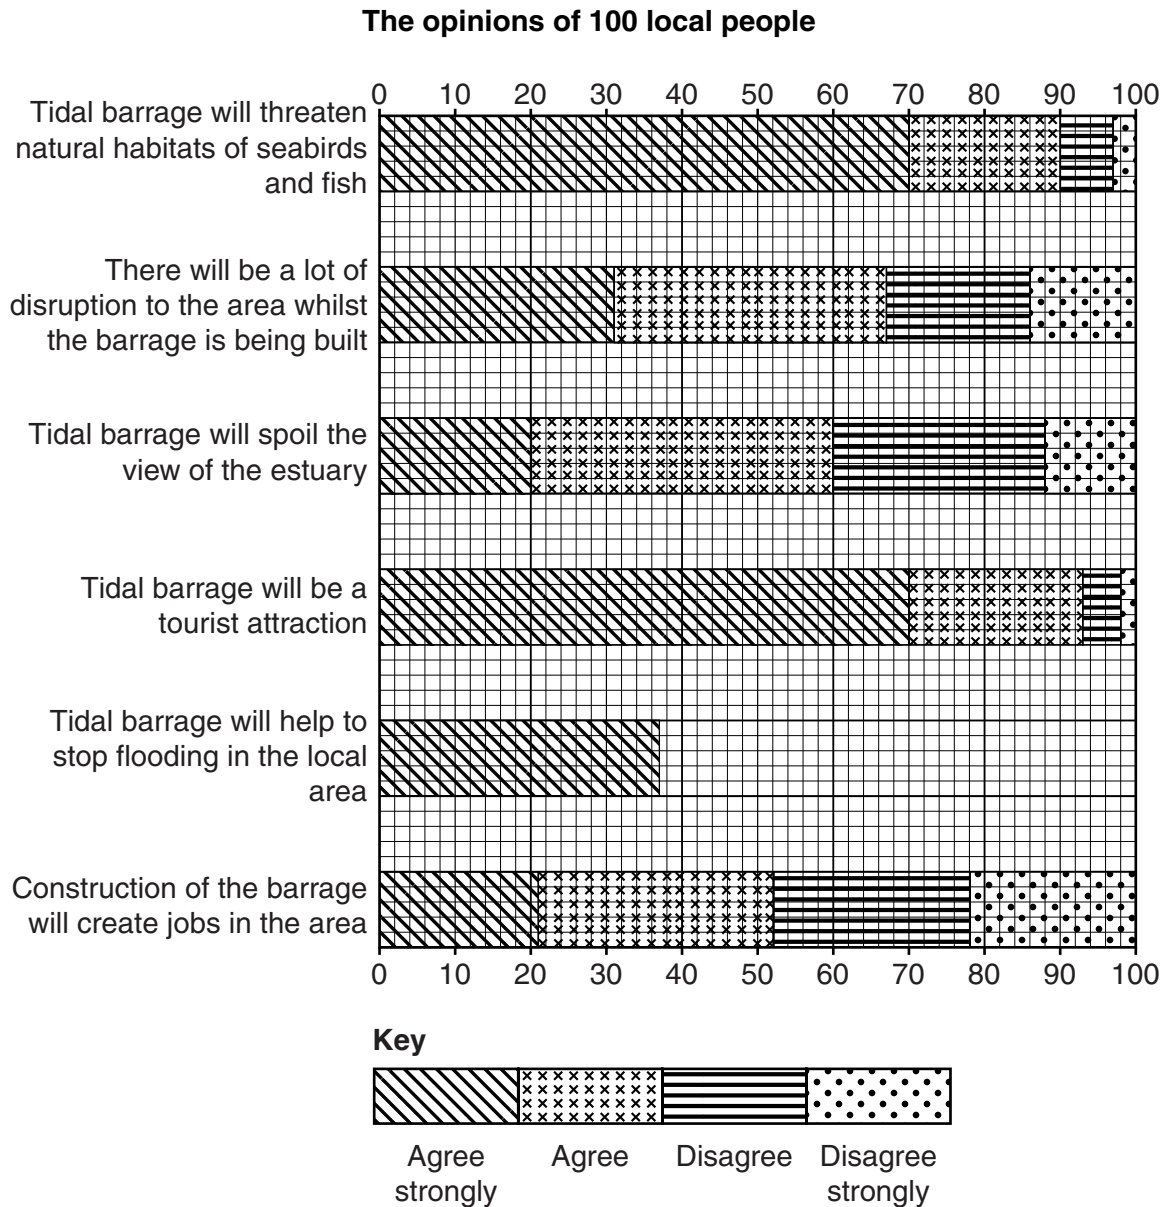 The opinions of 100 local people
0 10 20 30 40 50 60 70 80 90 100
Tidal barrage will threaten
natural habitats of seabirds
and fish
There will be a lot of
disruption to the area whilst
the barrage is being built
Tidal barrage will spoil the
view of the estuary
Tidal barrage will be a
tourist attraction
Tidal barrage will help to
stop flooding in the local
area
Construction of the barrage
will create jobs in the area
0 10 20 30 40 50 60 70 80 90 100
Key
Agree strongly
Agree
Disagree
Disagree strongly